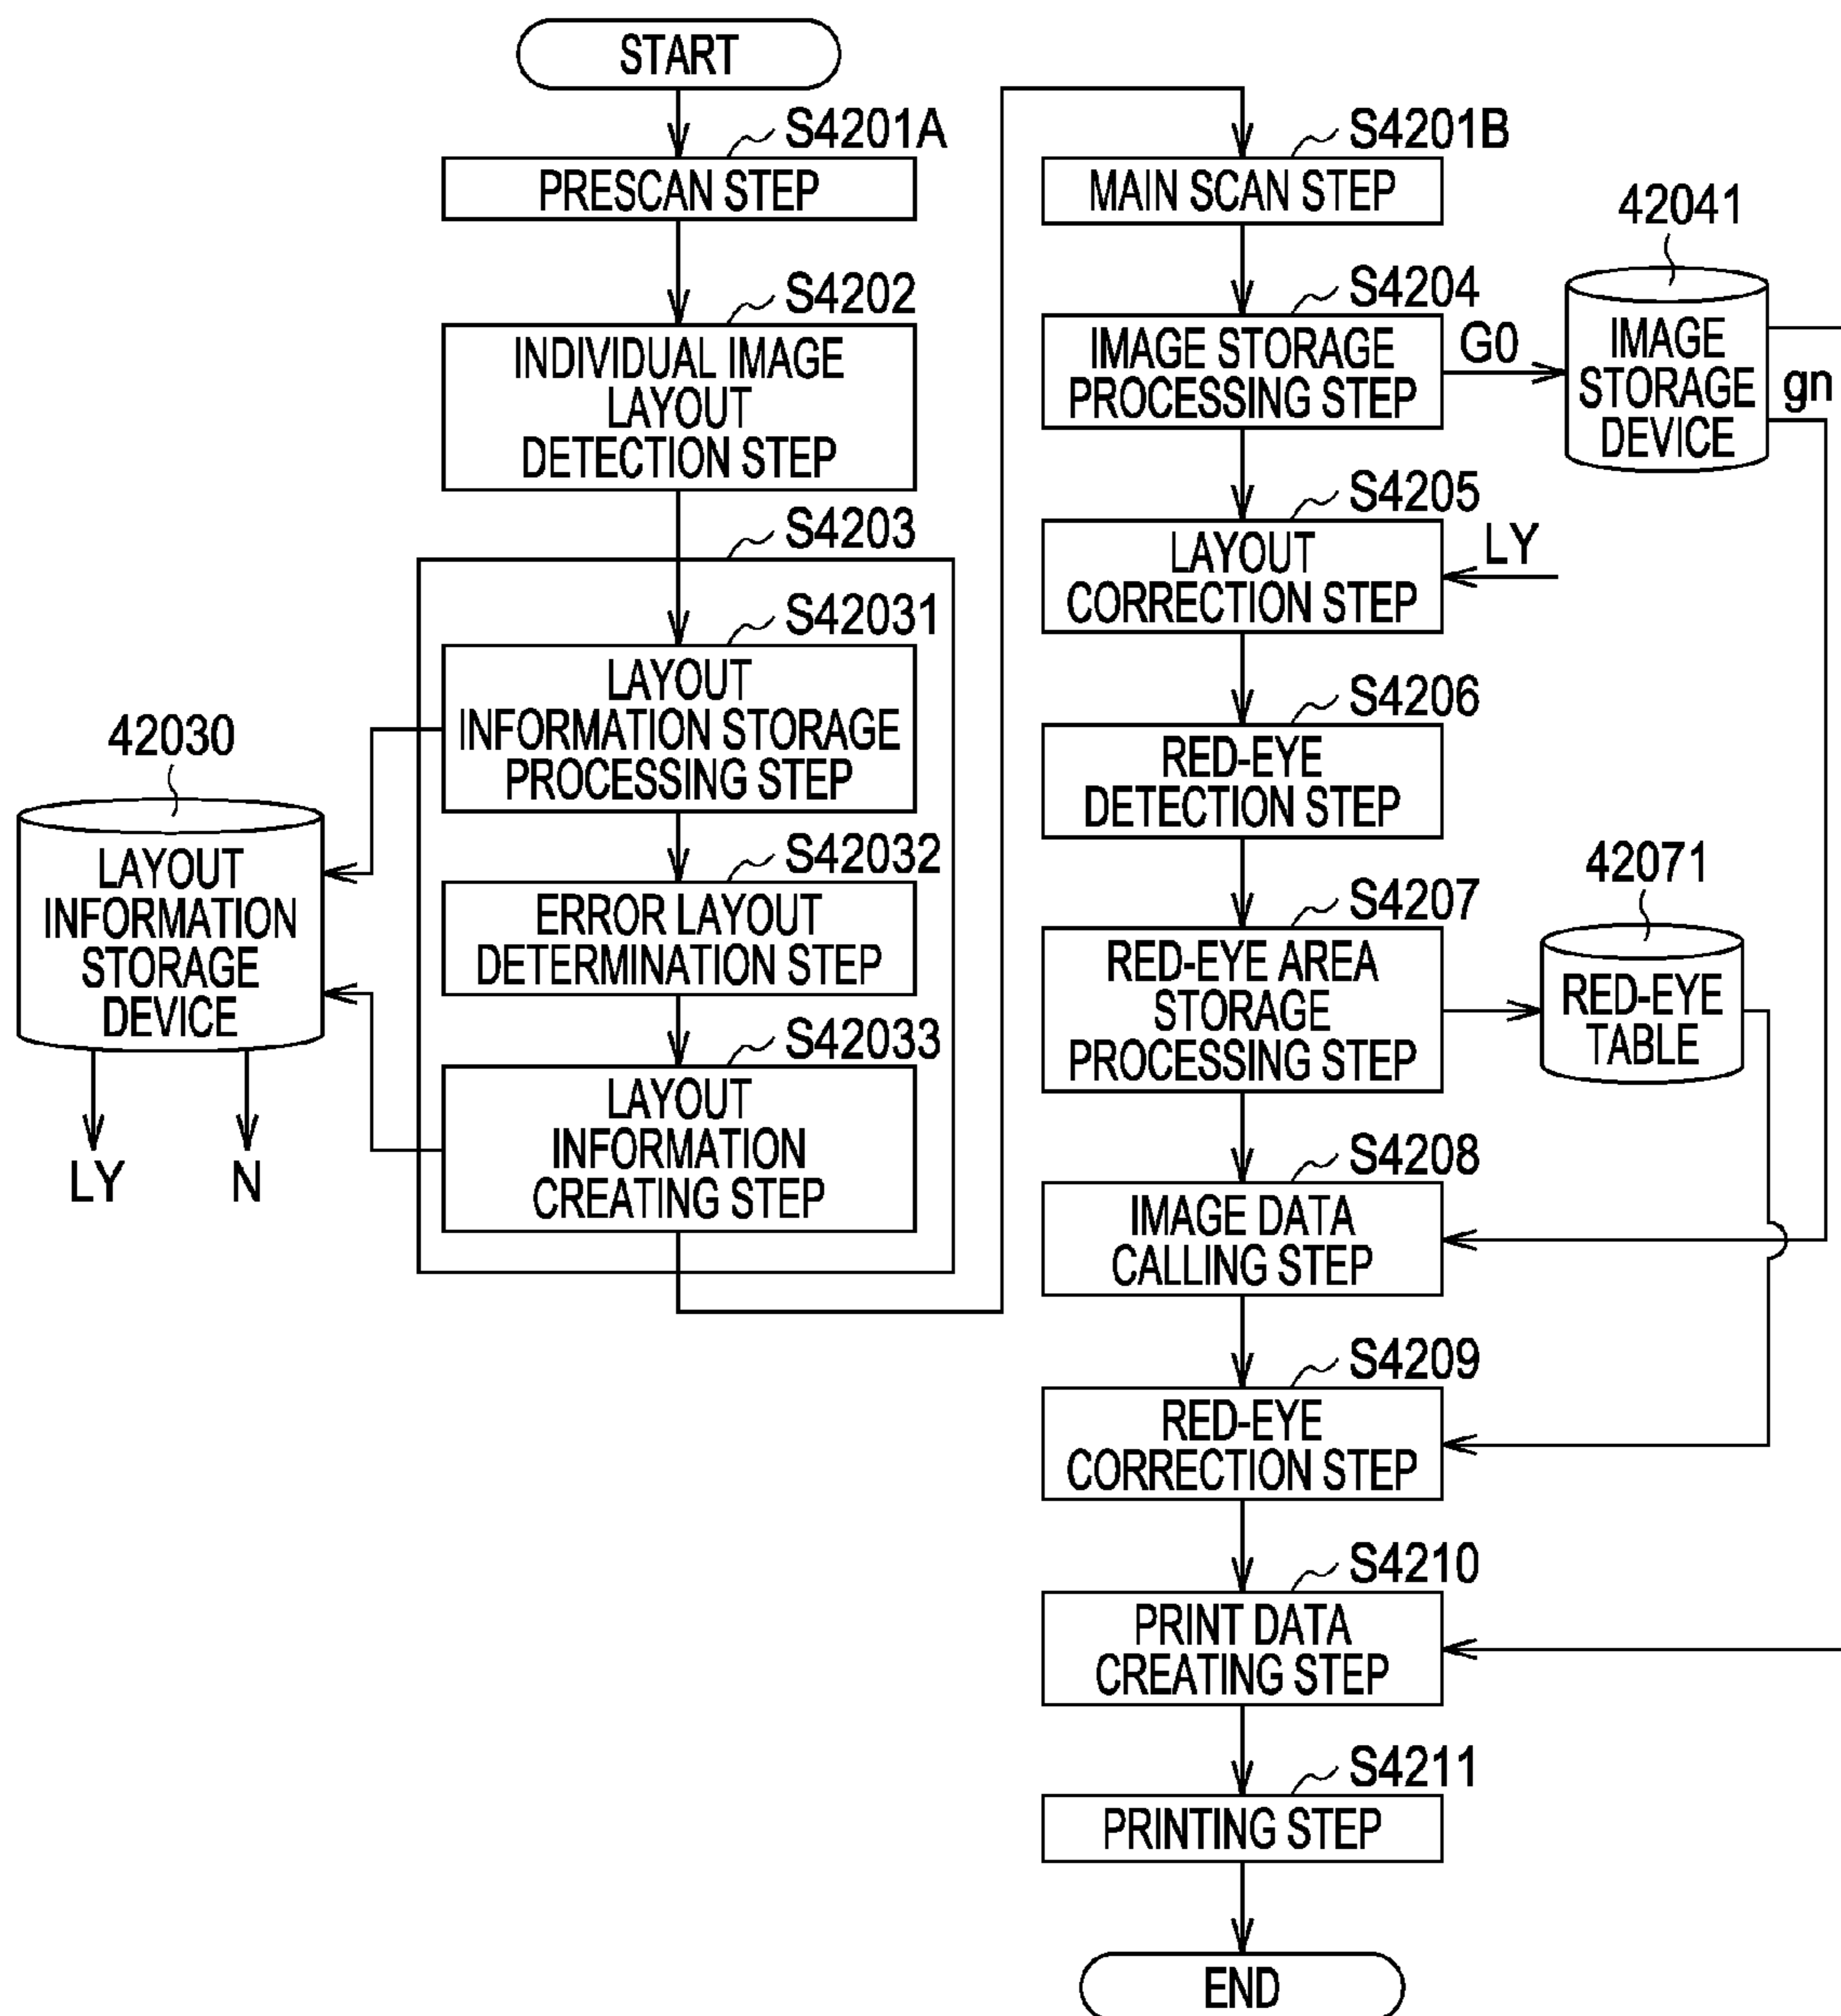 START
S4201A
PRESCAN STEP
S4202
INDIVIDUAL IMAGE
LAYOUT
DETECTION STEP
S4203
S42031
LAYOUT
INFORMATION STORAGE
PROCESSING STEP
42030
LAYOUT
INFORMATION
STORAGE
DEVICE
LY
N
S42032
ERROR LAYOUT
DETERMINATION STEP
S42033
LAYOUT
INFORMATION
CREATING STEP
S4201B
MAIN SCAN STEP
S4204
IMAGE STORAGE
PROCESSING STEP
G0
42041
IMAGE
STORAGE
DEVICE
gn
S4205
LAYOUT
CORRECTION STEP
LY
S4206
RED-EYE
DETECTION STEP
S4207
RED-EYE AREA
STORAGE
PROCESSING STEP
42071
RED-EYE
TABLE
S4208
IMAGE DATA
CALLING STEP
S4209
RED-EYE
CORRECTION STEP
S4210
PRINT DATA
CREATING STEP
S4211
PRINTING STEP
END